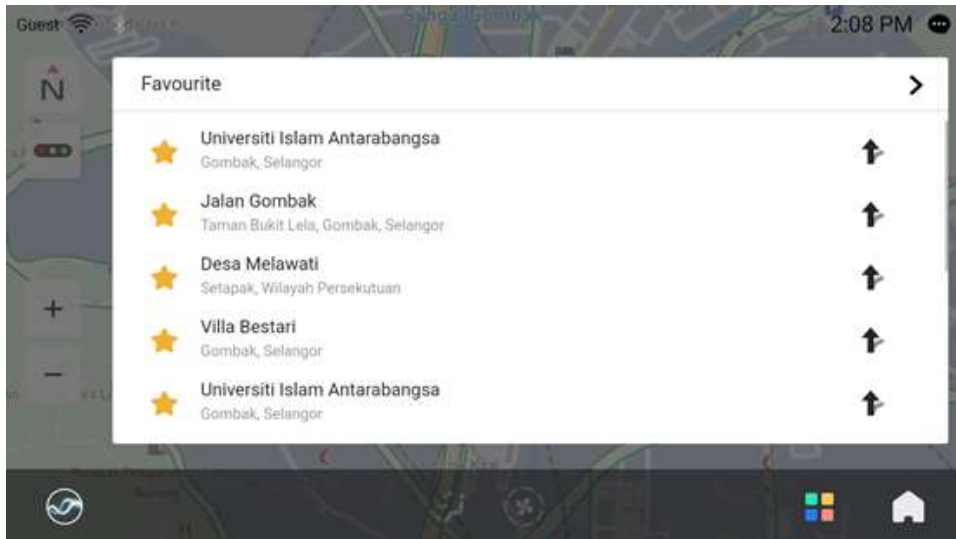 Guest
2:08 PM
N
Favourite
Universiti Islam Antarabangsa
Gombak, Selangor
Jalan Gombak
Taman Bukit Lela, Gombak, Selangor
Desa Melawati
Setapak, Wilayah Persekutuan
Villa Bestari
Gombak, Selangor
Universiti Islam Antarabangsa
Gombak, Selangor